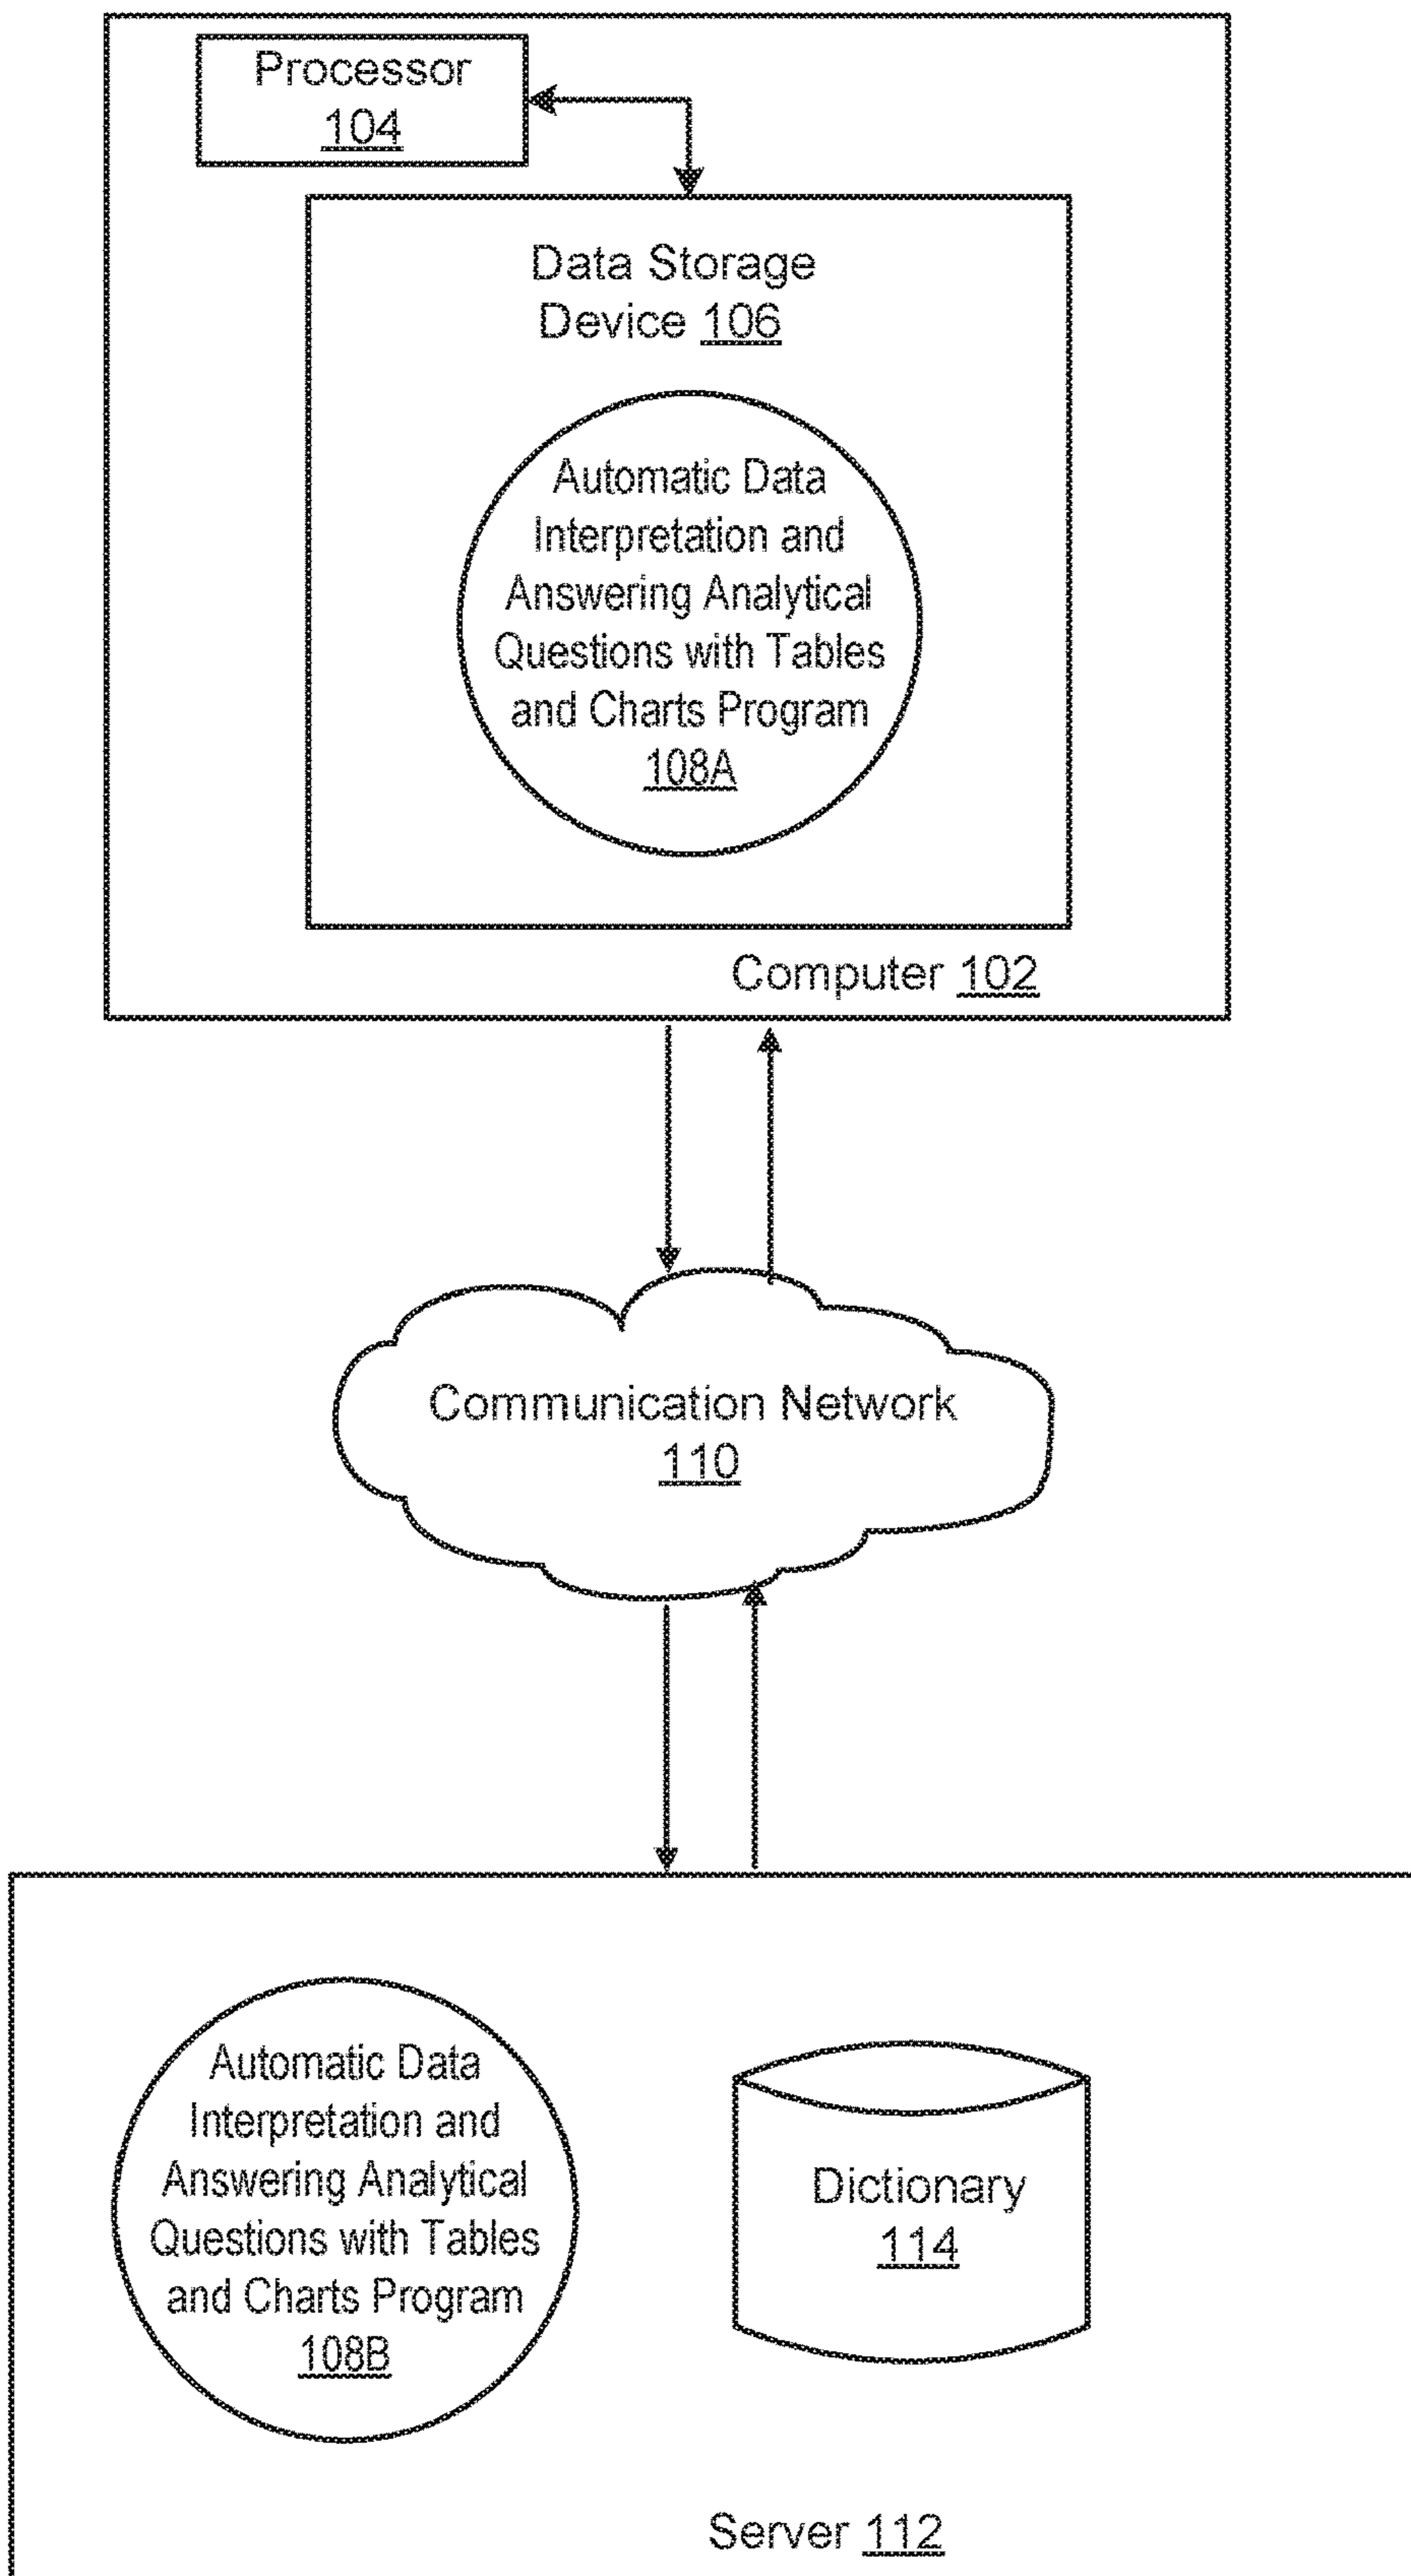 Processor
104
Data Storage
Device 106
Automatic Data
Interpretation and
Answering Analytical
Questions with Tables
and Charts Program
108A
Computer 102
Communication Network
110
Automatic Data
Interpretation and
Answering Analytical
Questions with Tables
and Charts Program
108B
Dictionary
114
Server 112